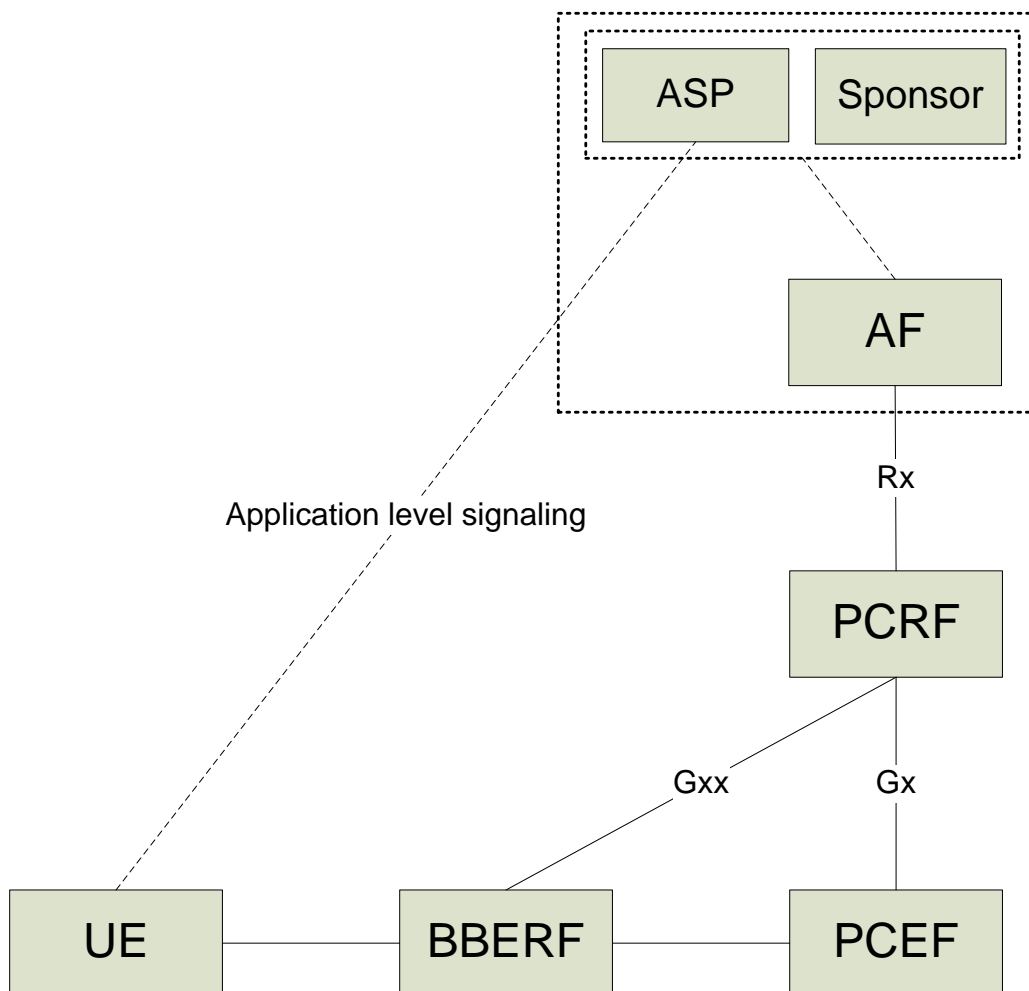 ASP
Sponsor
AF
Rx
Application level signaling
PCRF
Gxx
Gx
UE
BBERF
PCEF